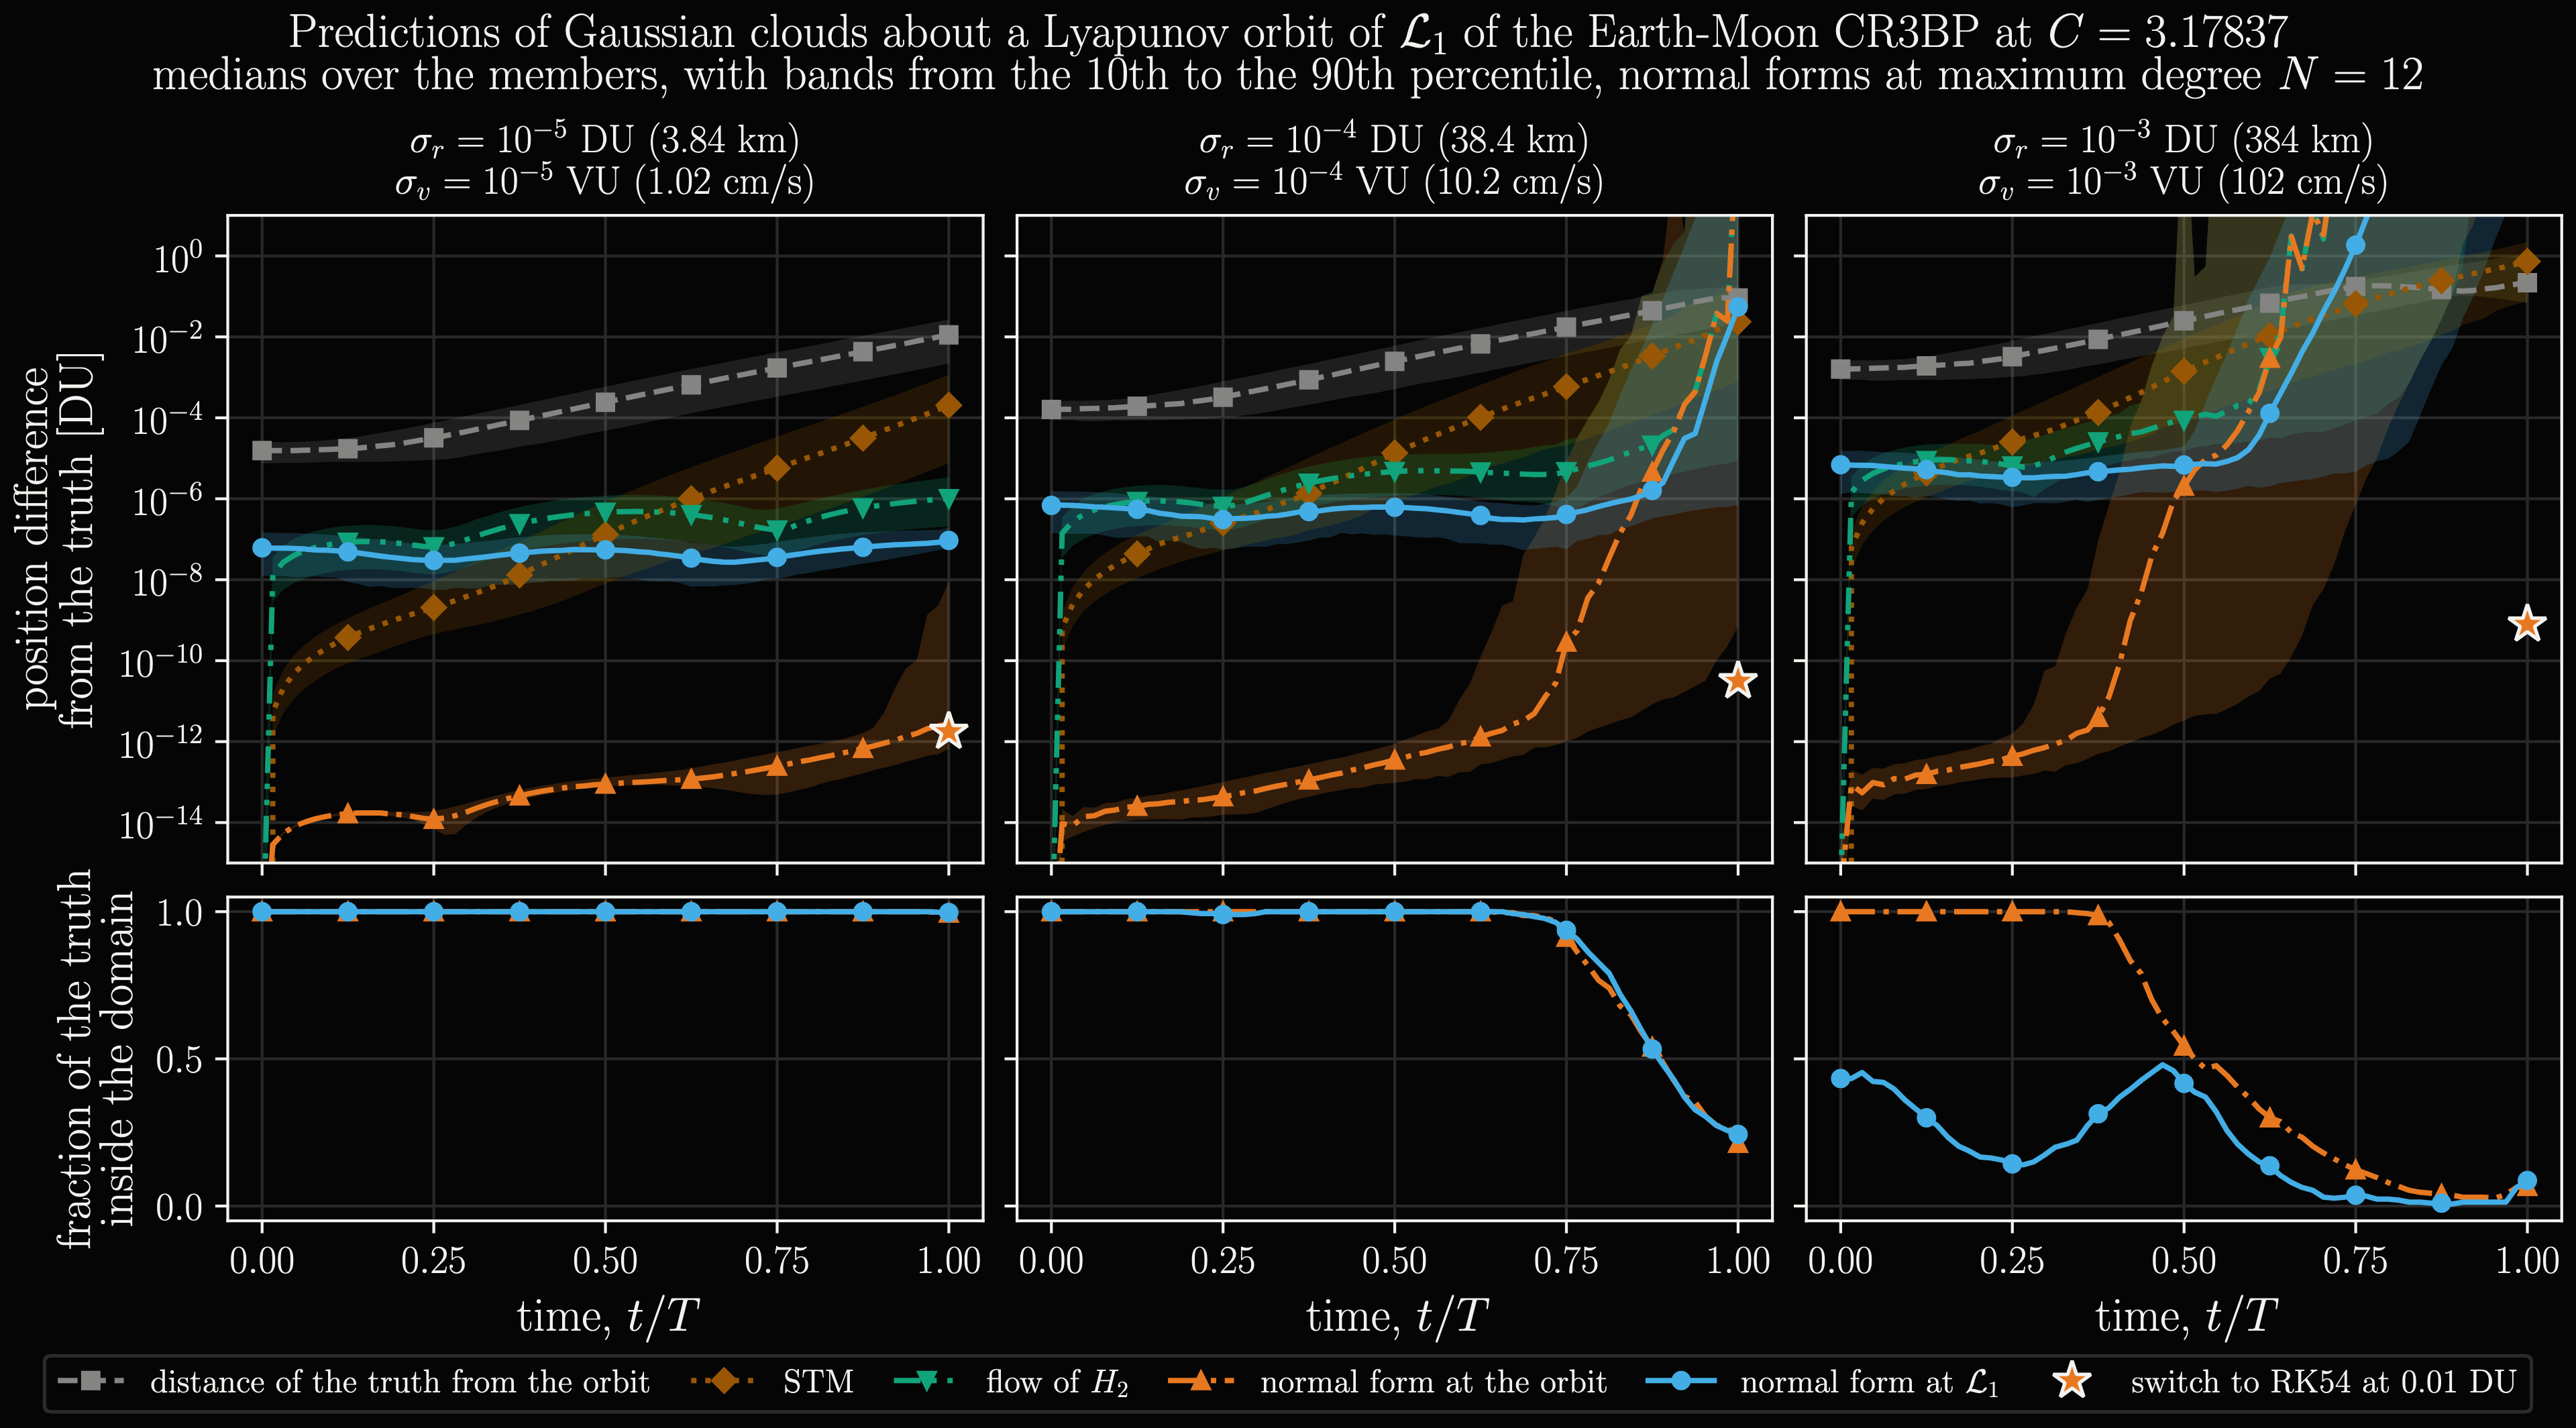 Predictions of Gaussian clouds about a Lyapunov orbit of 𝓛₁ of the Earth-Moon CR3BP at C = 3.17837
medians over the members, with bands from the 10th to the 90th percentile, normal forms at maximum degree N = 12
σᵣ = 10⁻⁵ DU (3.84 km)
σᵥ = 10⁻⁵ VU (1.02 cm/s)
σᵣ = 10⁻⁴ DU (38.4 km)
σᵥ = 10⁻⁴ VU (10.2 cm/s)
σᵣ = 10⁻³ DU (384 km)
σᵥ = 10⁻³ VU (102 cm/s)
position difference
from the truth [DU]
10⁰
10⁻²
10⁻⁴
10⁻⁶
10⁻⁸
10⁻¹⁰
10⁻¹²
10⁻¹⁴
fraction of the truth
inside the domain
1.0
0.5
0.0
0.00 0.25 0.50 0.75 1.00
0.00 0.25 0.50 0.75 1.00
0.00 0.25 0.50 0.75 1.00
time, t/T
time, t/T
time, t/T
distance of the truth from the orbit
STM
flow of H₂
normal form at the orbit
normal form at 𝓛₁
switch to RK54 at 0.01 DU